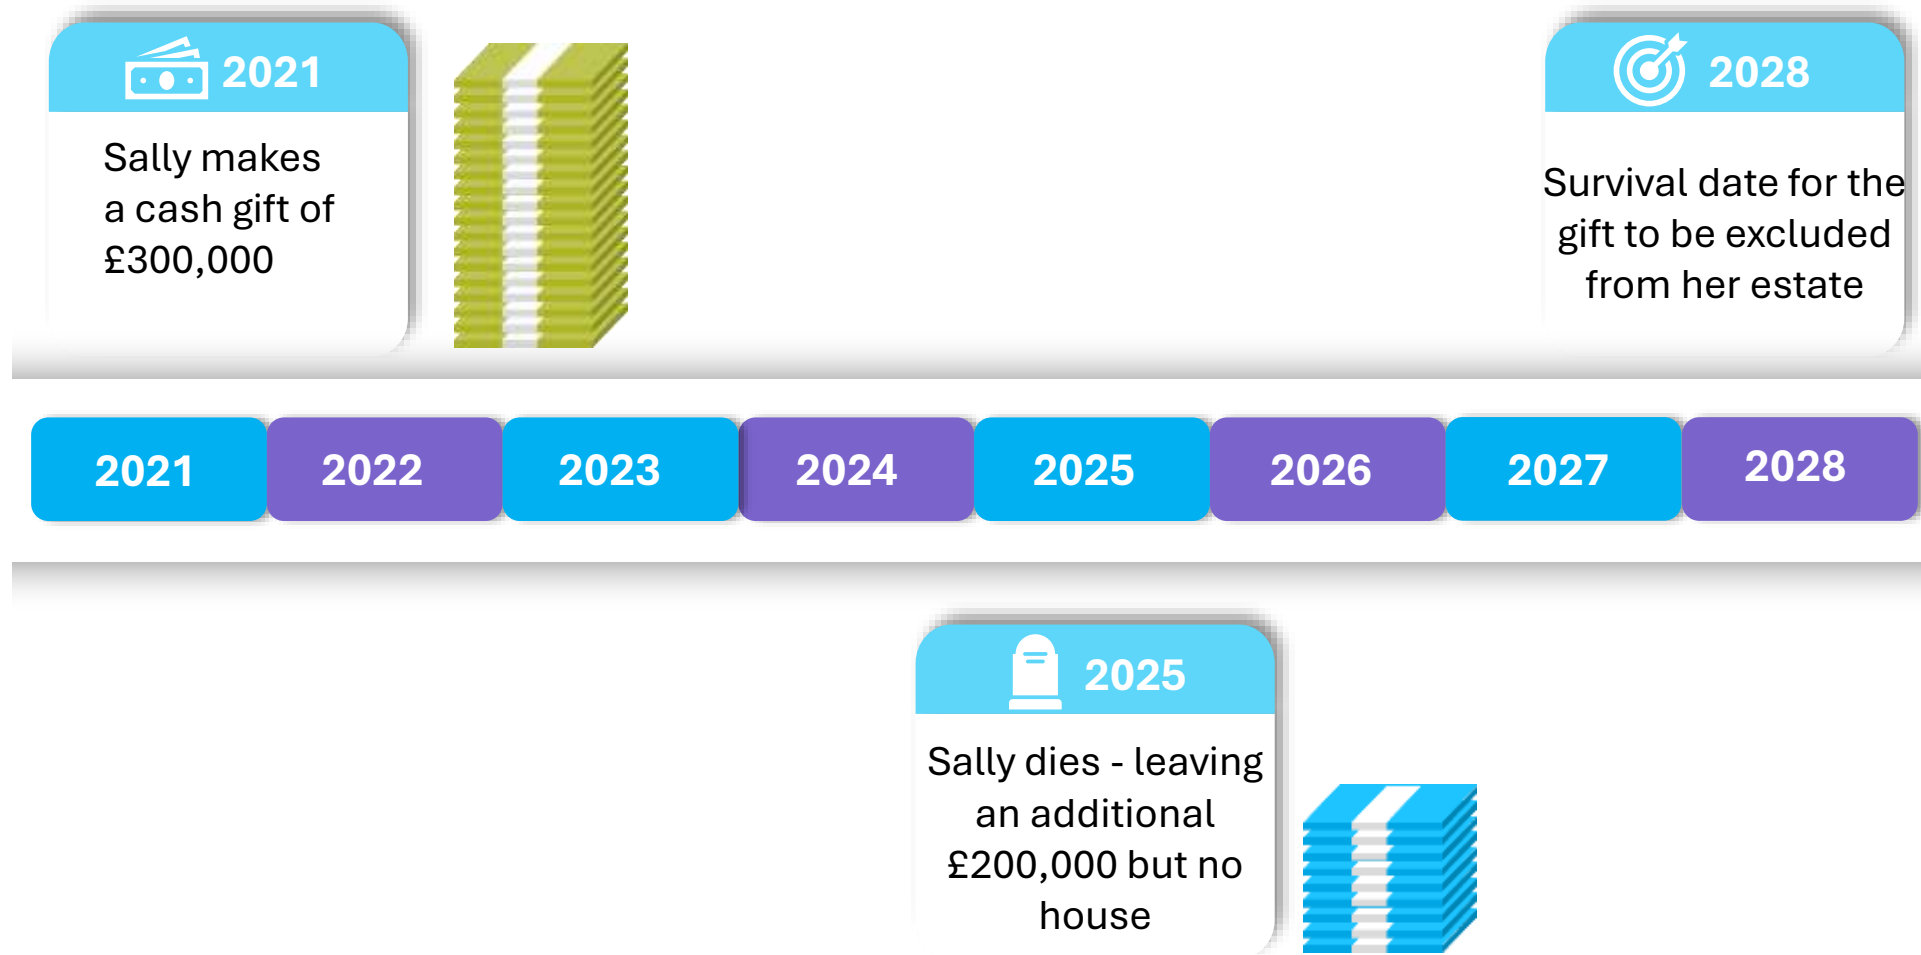 2021
Sally makes
a cash gift of
£300,000
2028
Survival date for the
gift to be excluded
from her estate
2021
2022
2023
2024
2025
2026
2027
2028
2025
Sally dies - leaving
an additional
£200,000 but no
house